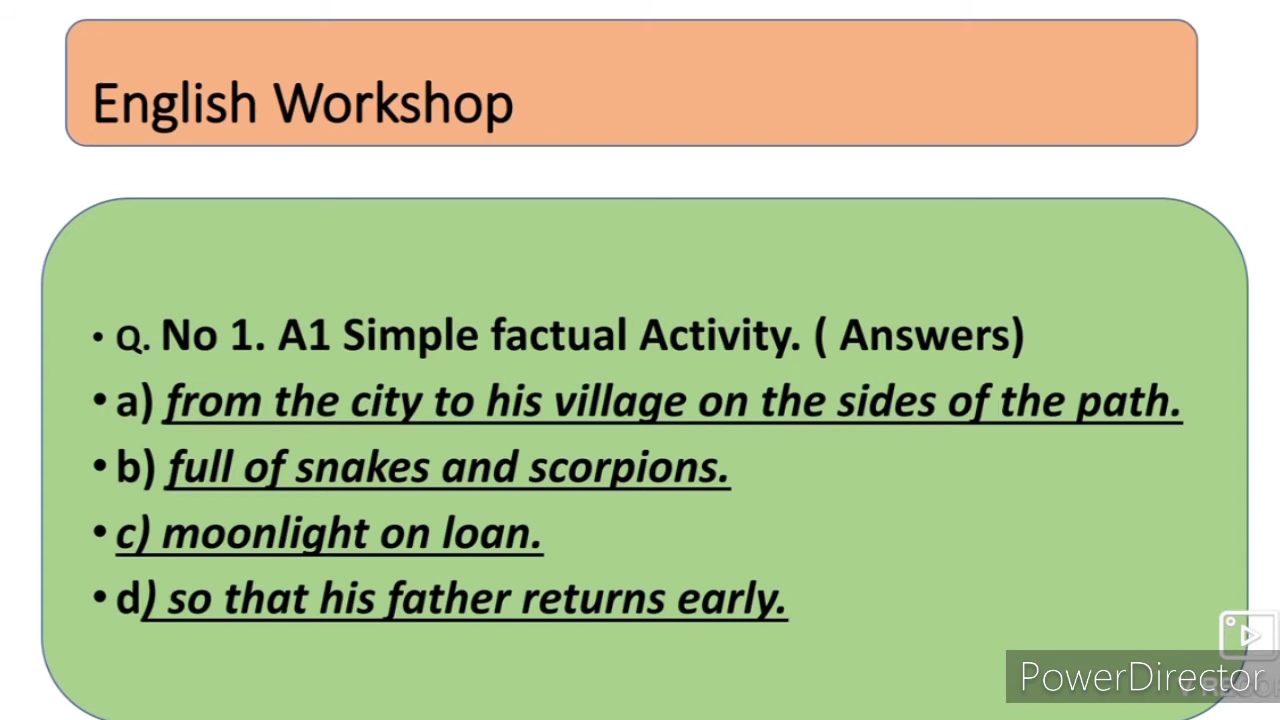 English Workshop
• Q. No 1. A1 Simple factual Activity. ( Answers)
• a) from the city to his village on the sides of the path.
• b) full of snakes and scorpions.
• c) moonlight on loan.
• d) so that his father returns early.
PowerDirector